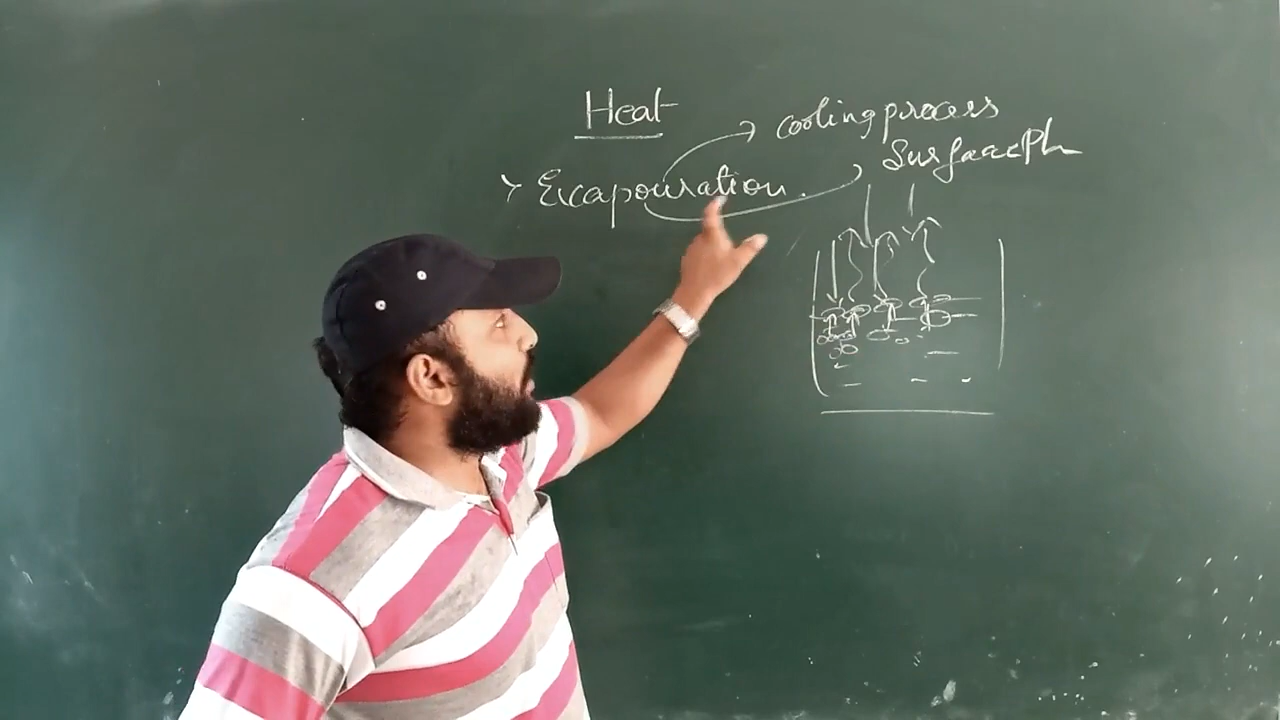 Heat
cooling process
Surface Ph
> Evapouration.